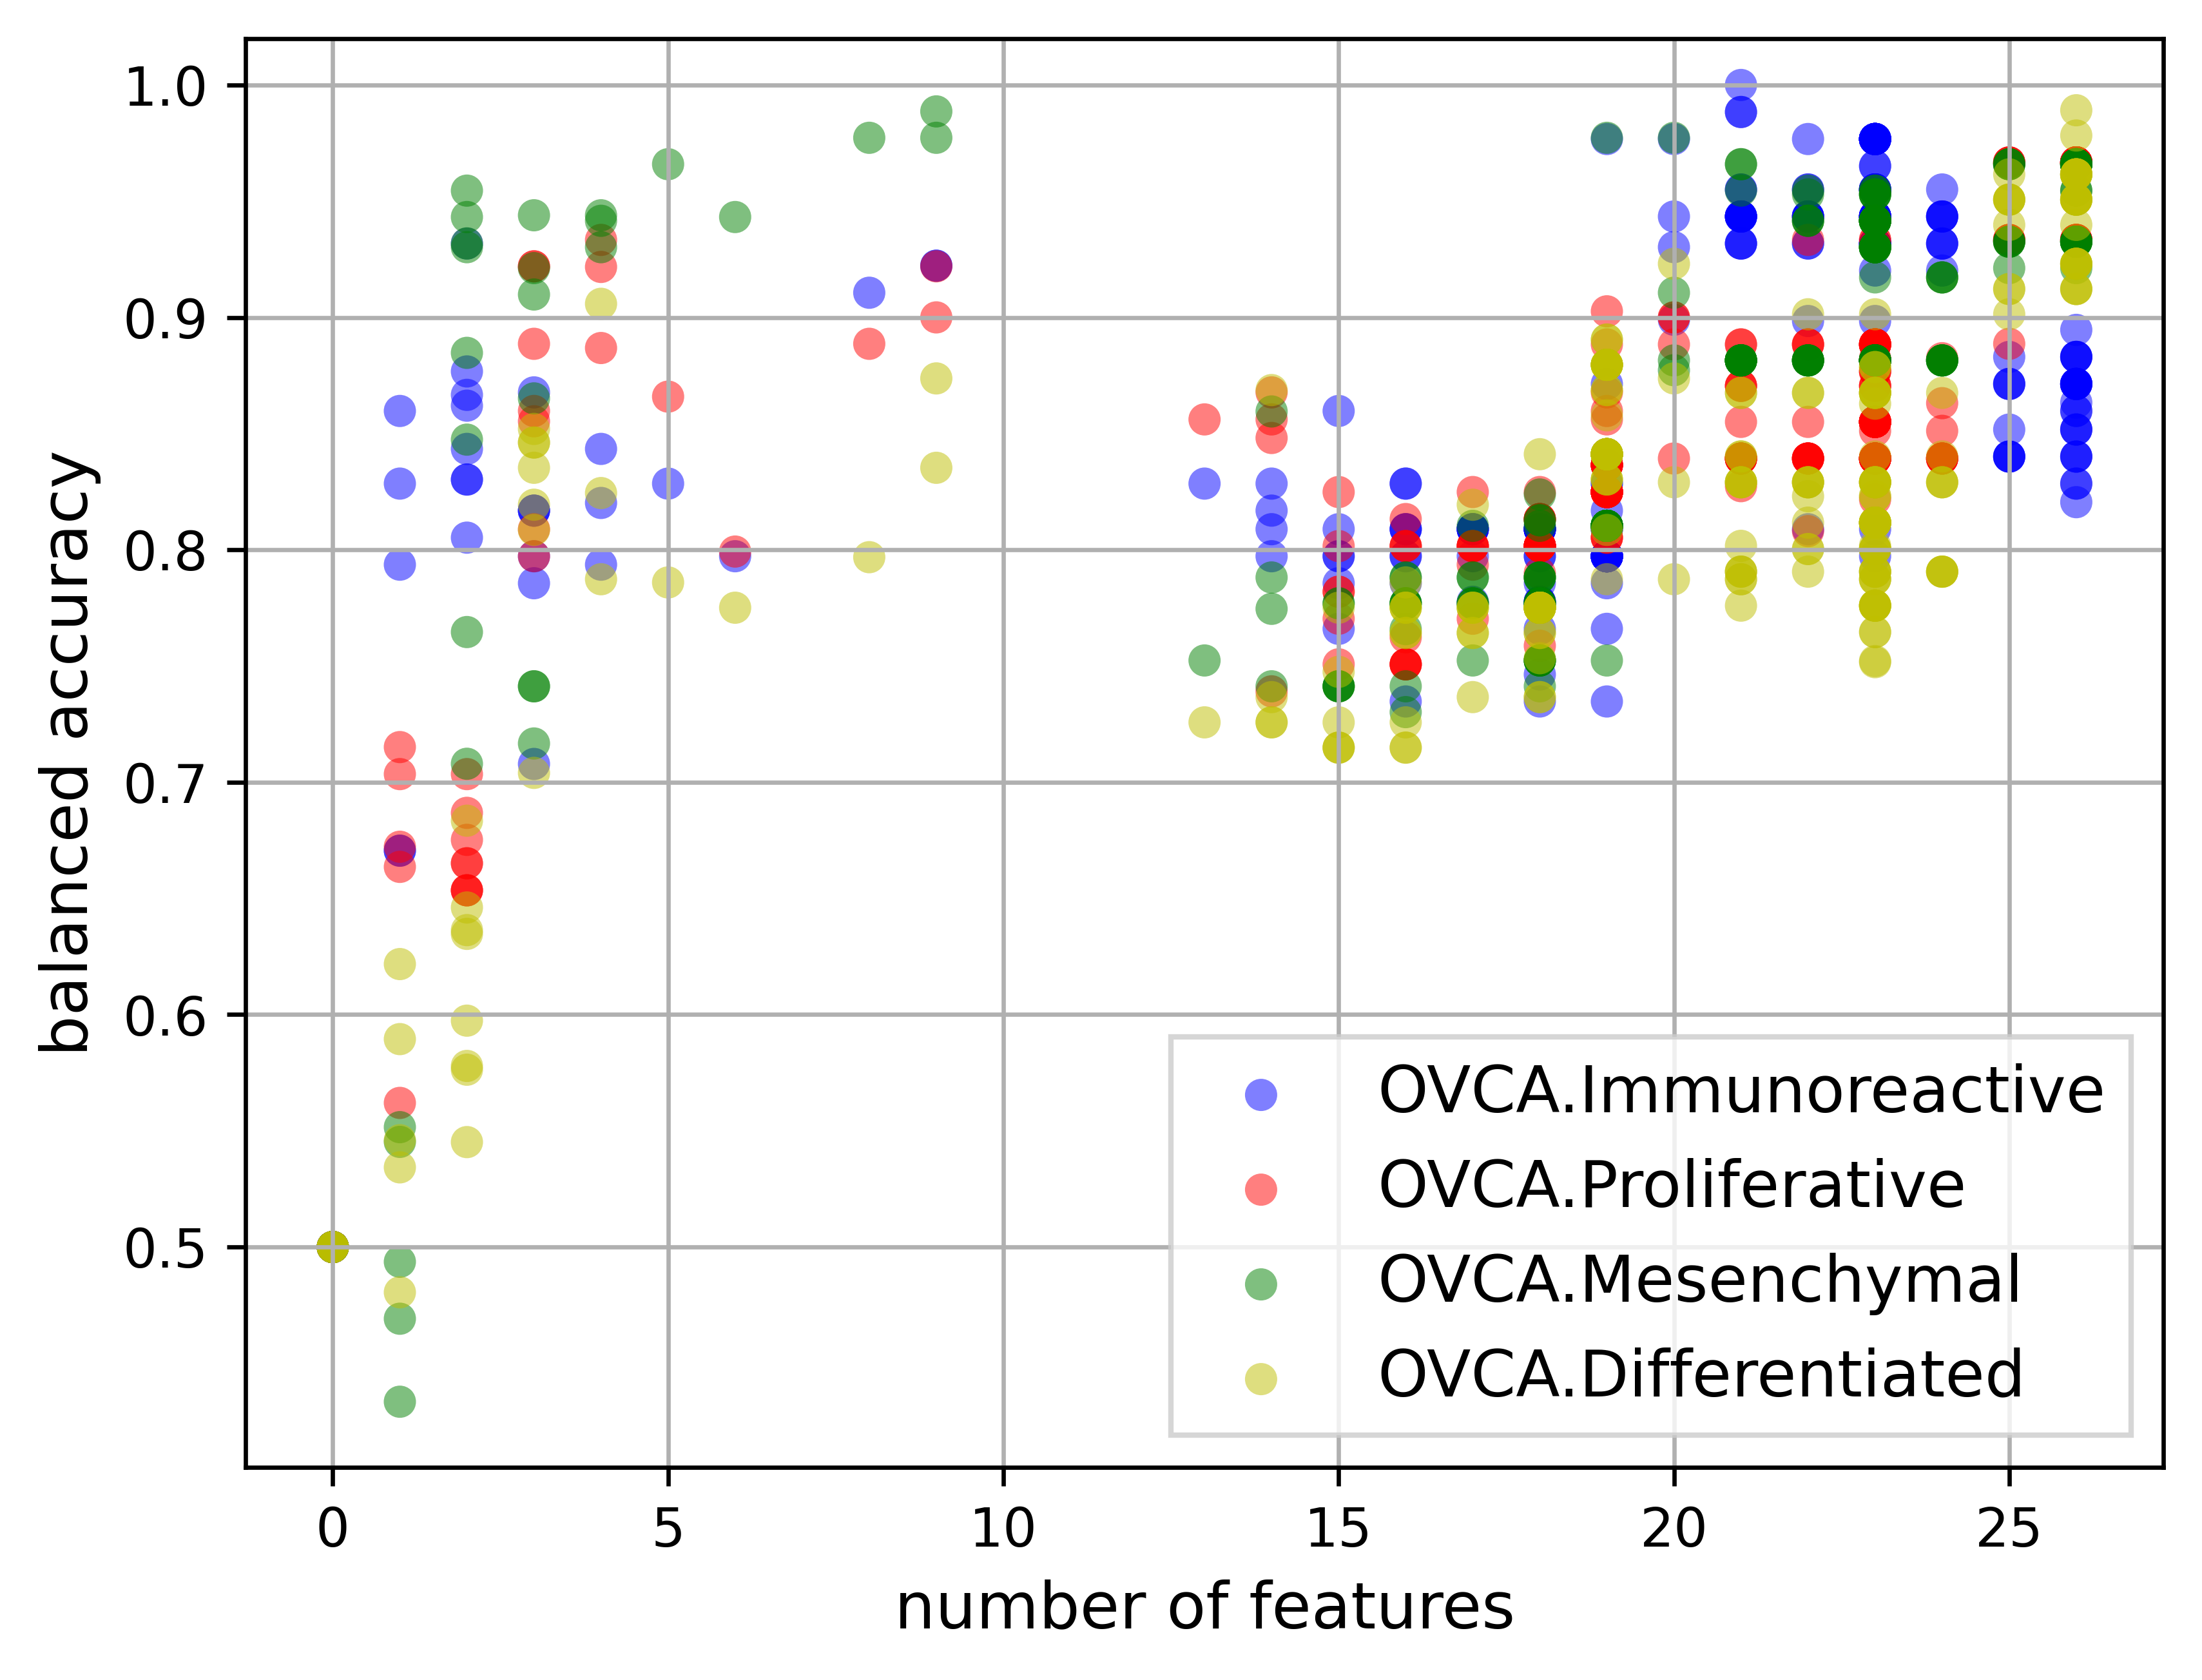 balanced accuracy
1.0
0.9
0.8
0.7
0.6
0.5
OVCA.Immunoreactive
OVCA.Proliferative
OVCA.Mesenchymal
OVCA.Differentiated
0 5 10 15 20 25
number of features